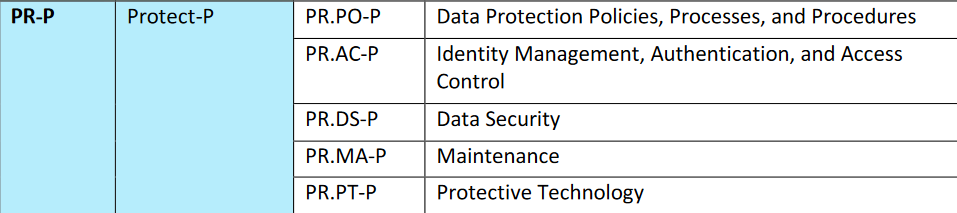 PR-P Protect-P PR.PO-P Data Protection Policies, Processes, and Procedures
PR.AC-P Identity Management, Authentication, and Access
Control
PR.DS-P Data Security
PR.MA-P Maintenance
PR.PT-P Protective Technology